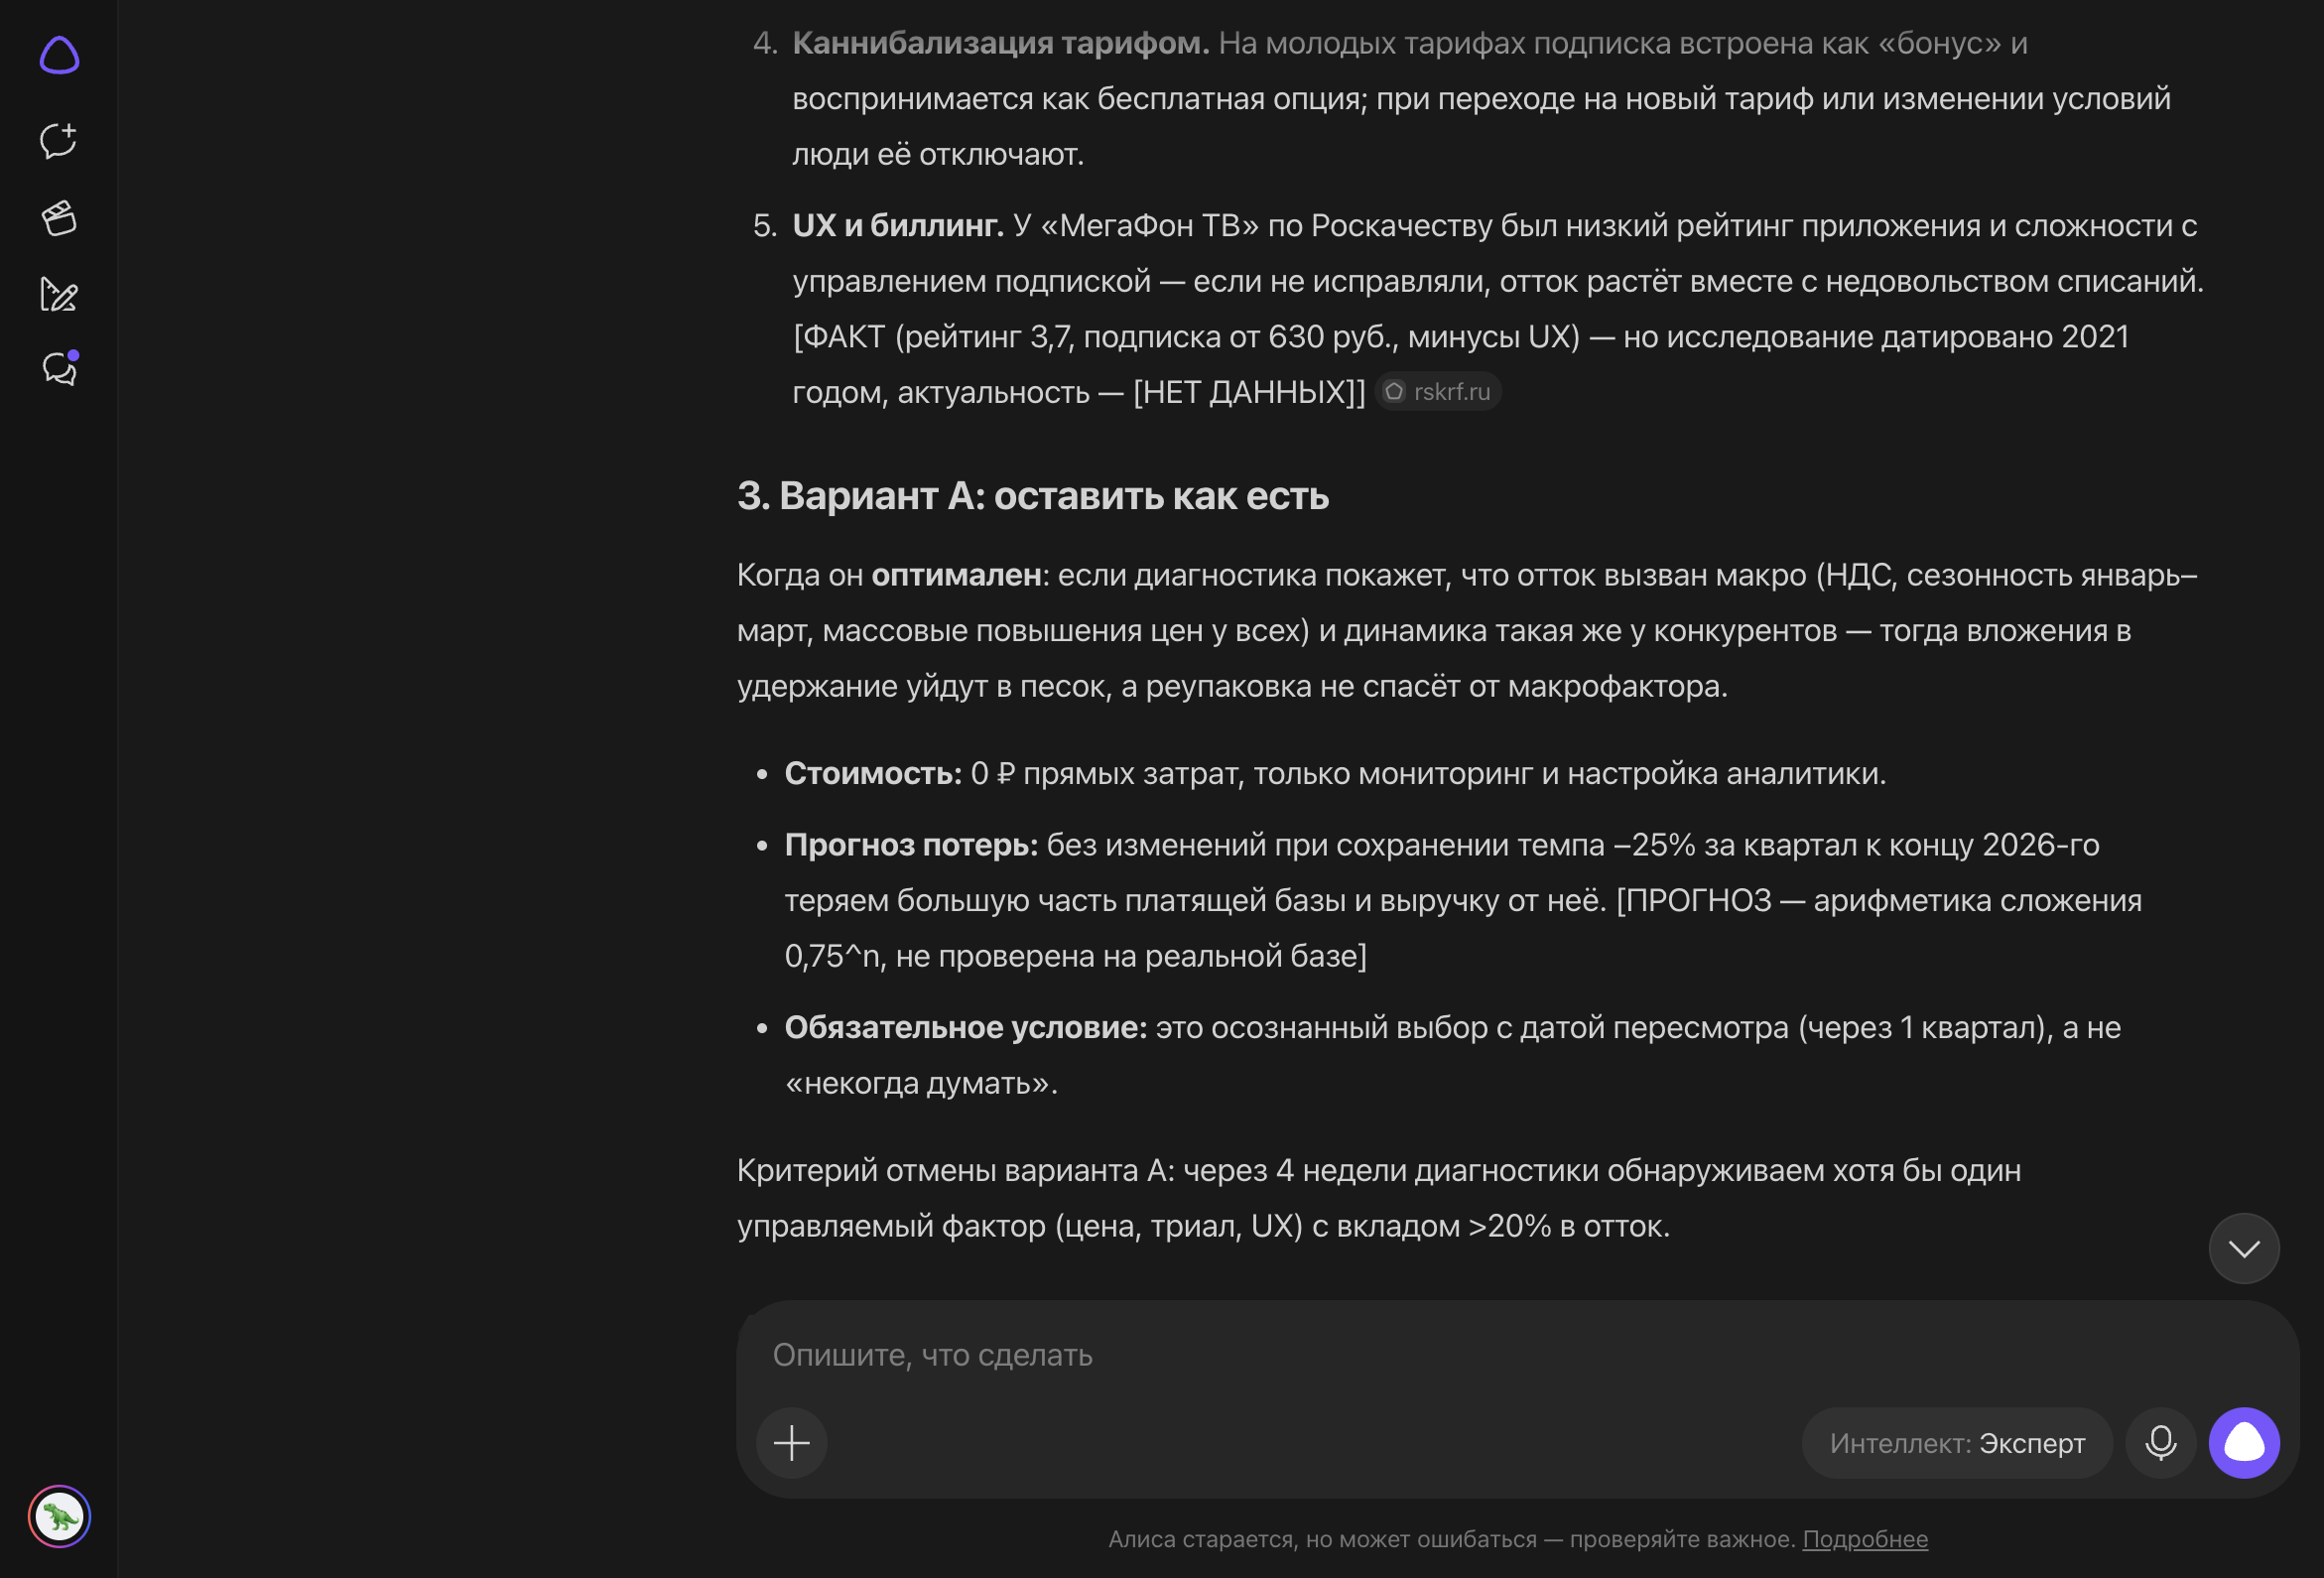 4. Каннибализация тарифом. На молодых тарифах подписка встроена как «бонус» и
воспринимается как бесплатная опция; при переходе на новый тариф или изменении условий
люди её отключают.
5. UX и биллинг. У «МегаФон ТВ» по Роскачеству был низкий рейтинг приложения и сложности с
управлением подпиской — если не исправляли, отток растёт вместе с недовольством списаний.
[ФАКТ (рейтинг 3,7, подписка от 630 руб., минусы UX) — но исследование датировано 2021
годом, актуальность — [НЕТ ДАННЫХ]] rskrf.ru
3. Вариант А: оставить как есть
Когда он оптимален: если диагностика покажет, что отток вызван макро (НДС, сезонность январь–
март, массовые повышения цен у всех) и динамика такая же у конкурентов — тогда вложения в
удержание уйдут в песок, а реупаковка не спасёт от макрофактора.
• Стоимость: 0 ₽ прямых затрат, только мониторинг и настройка аналитики.
• Прогноз потерь: без изменений при сохранении темпа −25% за квартал к концу 2026-го
теряем большую часть платящей базы и выручку от неё. [ПРОГНОЗ — арифметика сложения
0,75^n, не проверена на реальной базе]
• Обязательное условие: это осознанный выбор с датой пересмотра (через 1 квартал), а не
«некогда думать».
Критерий отмены варианта А: через 4 недели диагностики обнаруживаем хотя бы один
управляемый фактор (цена, триал, UX) с вкладом >20% в отток.
Опишите, что сделать
Интеллект: Эксперт
Алиса старается, но может ошибаться — проверяйте важное. Подробнее